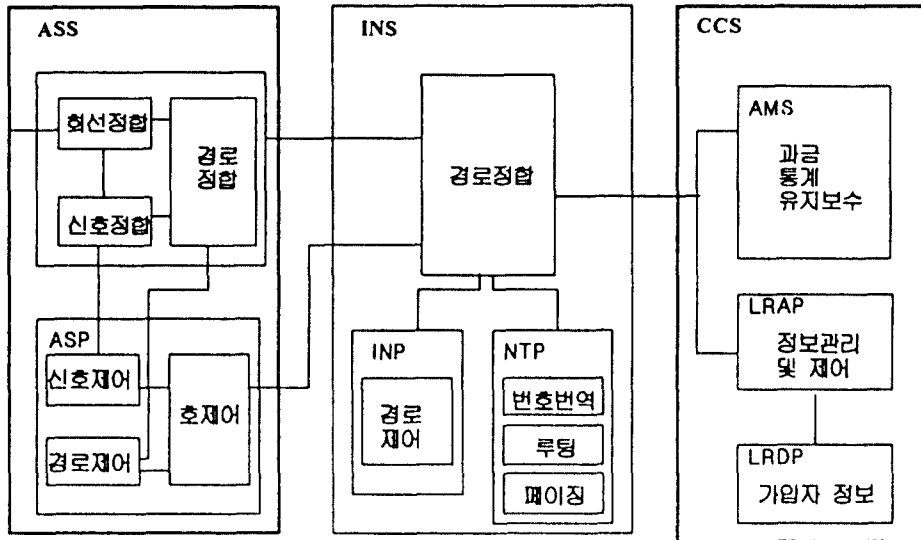 ASS
회선정합
경로
정합
신호정합
ASP
신호제어
호제어
경로제어
INS
경로정합
INP
경로
제어
NTP
번호번역
루팅
페이징
CCS
AMS
과금
통계
유지보수
LRAP
정보관리
및 제어
LRDP
가입자 정보